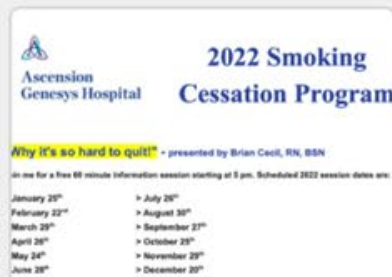 2022 Smoking
Cessation Program
Ascension
Genesys Hospital
Why it's so hard to quit!" - presented by Brian Cecil, RN, BSN
in me for a free 60 minute information session starting at 5 pm. Scheduled 2022 session dates are:
January 25th
February 22nd
March 29th
April 26th
May 24th
June 28th
> July 26th
> August 30th
> September 27th
> October 25th
> November 29th
> December 20th